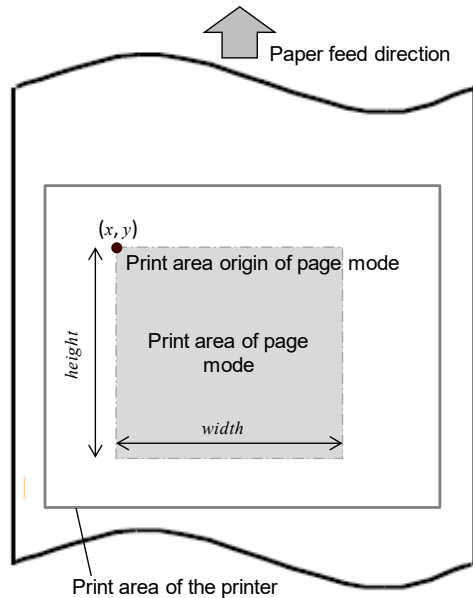 Paper feed direction
(x, y)
Print area origin of page mode
height
Print area of page
mode
width
Print area of the printer